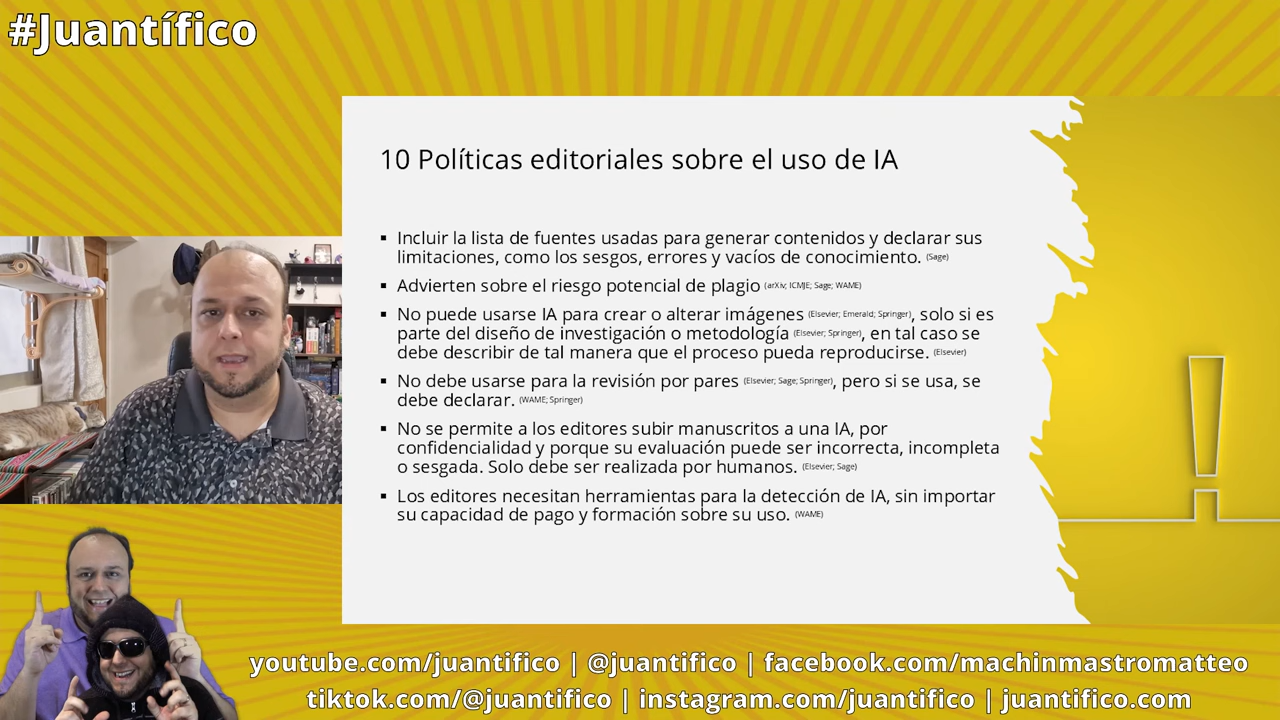 #Juantífico
10 Políticas editoriales sobre el uso de IA
▪ Incluir la lista de fuentes usadas para generar contenidos y declarar sus
limitaciones, como los sesgos, errores y vacíos de conocimiento. (Sage)
▪ Advierten sobre el riesgo potencial de plagio (arXiv; ICMJE; Sage; WAME)
▪ No puede usarse IA para crear o alterar imágenes (Elsevier; Emerald; Springer), solo si es
parte del diseño de investigación o metodología (Elsevier; Springer), en tal caso se
debe describir de tal manera que el proceso pueda reproducirse. (Elsevier)
▪ No debe usarse para la revisión por pares (Elsevier; Sage; Springer), pero si se usa, se
debe declarar. (WAME; Springer)
▪ No se permite a los editores subir manuscritos a una IA, por
confidencialidad y porque su evaluación puede ser incorrecta, incompleta
o sesgada. Solo debe ser realizada por humanos. (Elsevier; Sage)
▪ Los editores necesitan herramientas para la detección de IA, sin importar
su capacidad de pago y formación sobre su uso. (WAME)
youtube.com/juantifico | @juantifico | facebook.com/machinmastromatteo
tiktok.com/@juantifico | instagram.com/juantifico | juantifico.com